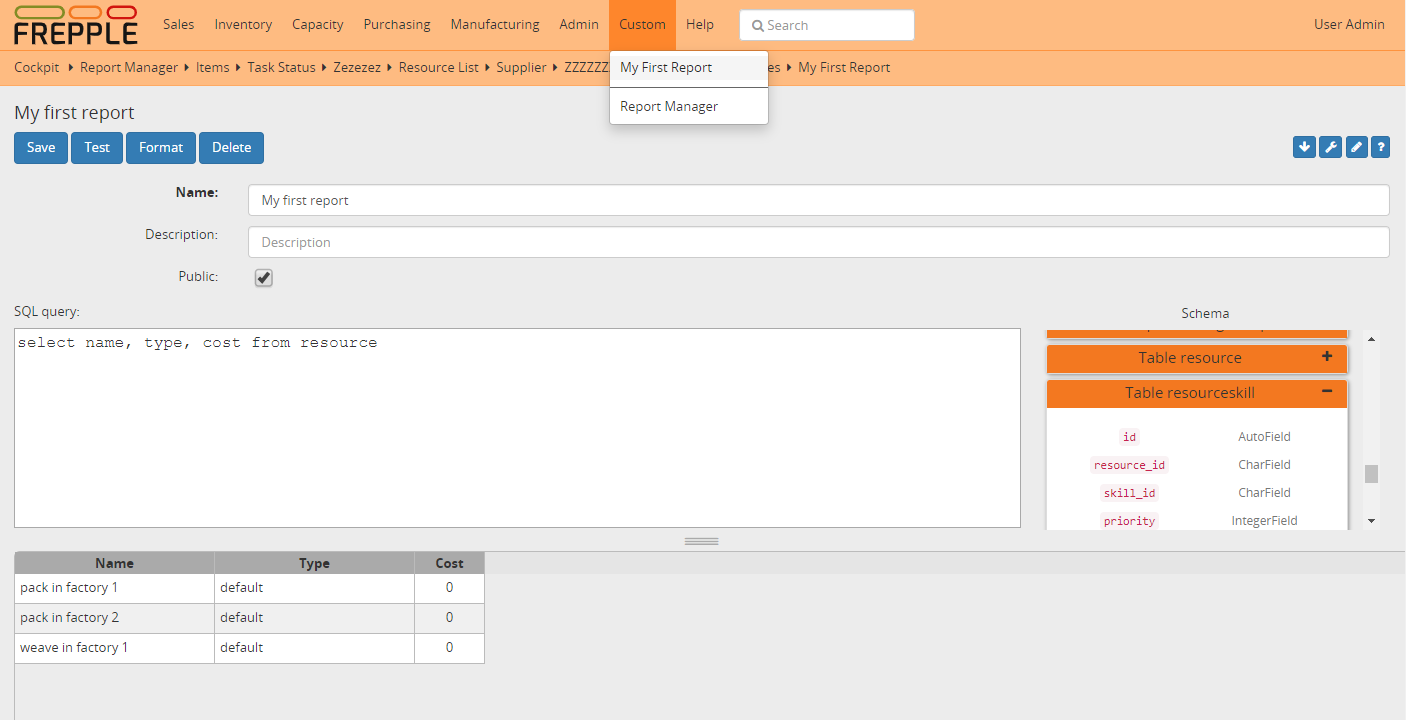 FREPPLE
Sales Inventory Capacity Purchasing Manufacturing Admin Custom Help Search User Admin
Cockpit Report Manager Items Task Status Zezezez Resource List Supplier ZZZZZZ es My First Report
My First Report
Report Manager
My first report
Save Test Format Delete ?
Name: My first report
Description: Description
Public:
SQL query: Schema
select name, type, cost from resource
Table resource +
Table resourceskill −
id AutoField
resource_id CharField
skill_id CharField
priority IntegerField
Name Type Cost
pack in factory 1 default 0
pack in factory 2 default 0
weave in factory 1 default 0